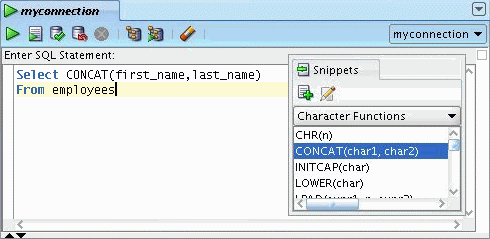 myconnection
myconnection
Enter SQL Statement:
Select CONCAT(first_name,last_name)
From employees
Snippets
Character Functions
CHR(n)
CONCAT(char1, char2)
INITCAP(char)
LOWER(char)